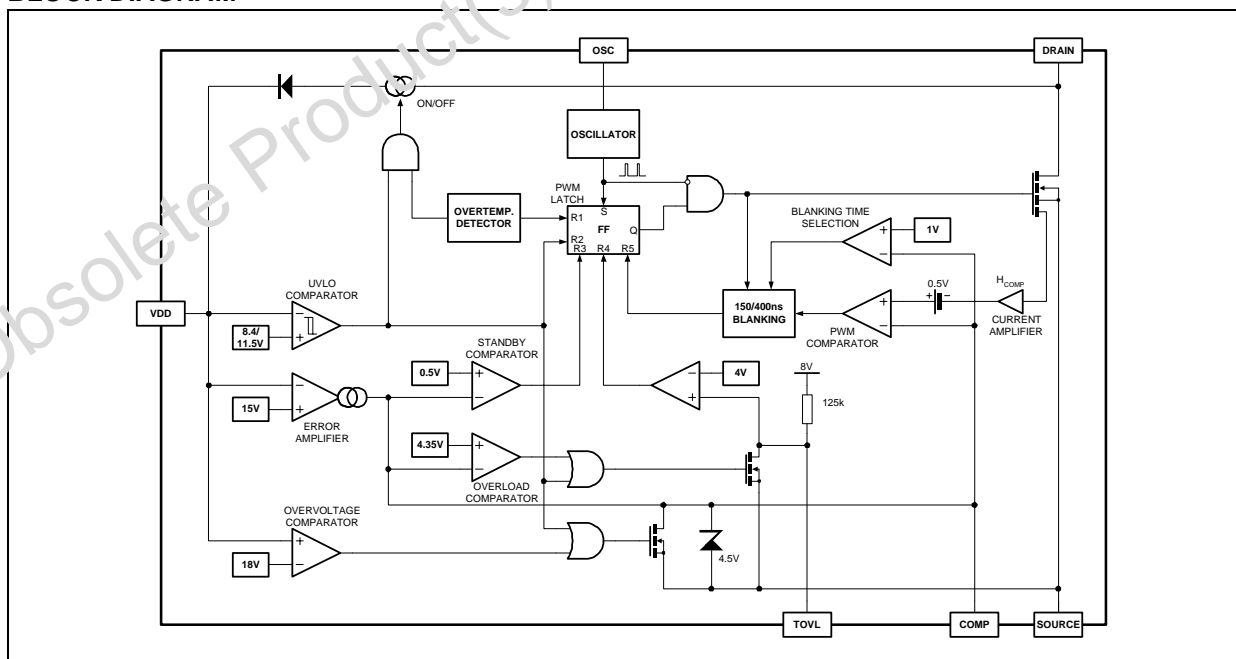 BLOCK DIAGRAM
Obsolete Product(s)
OSC
DRAIN
ON/OFF
OSCILLATOR
PWM
LATCH
OVERTEMP.
DETECTOR
R1
S
FF
R2
R3
R4
R5
Q
BLANKING TIME
SELECTION
1V
UVLO
COMPARATOR
VDD
8.4/
11.5V
150/400ns
BLANKING
PWM
COMPARATOR
0.5V
+
-
HCOMP
CURRENT
AMPLIFIER
STANDBY
COMPARATOR
0.5V
4V
8V
125k
15V
ERROR
AMPLIFIER
4.35V
OVERLOAD
COMPARATOR
OVERVOLTAGE
COMPARATOR
18V
4.5V
TOVL
COMP
SOURCE